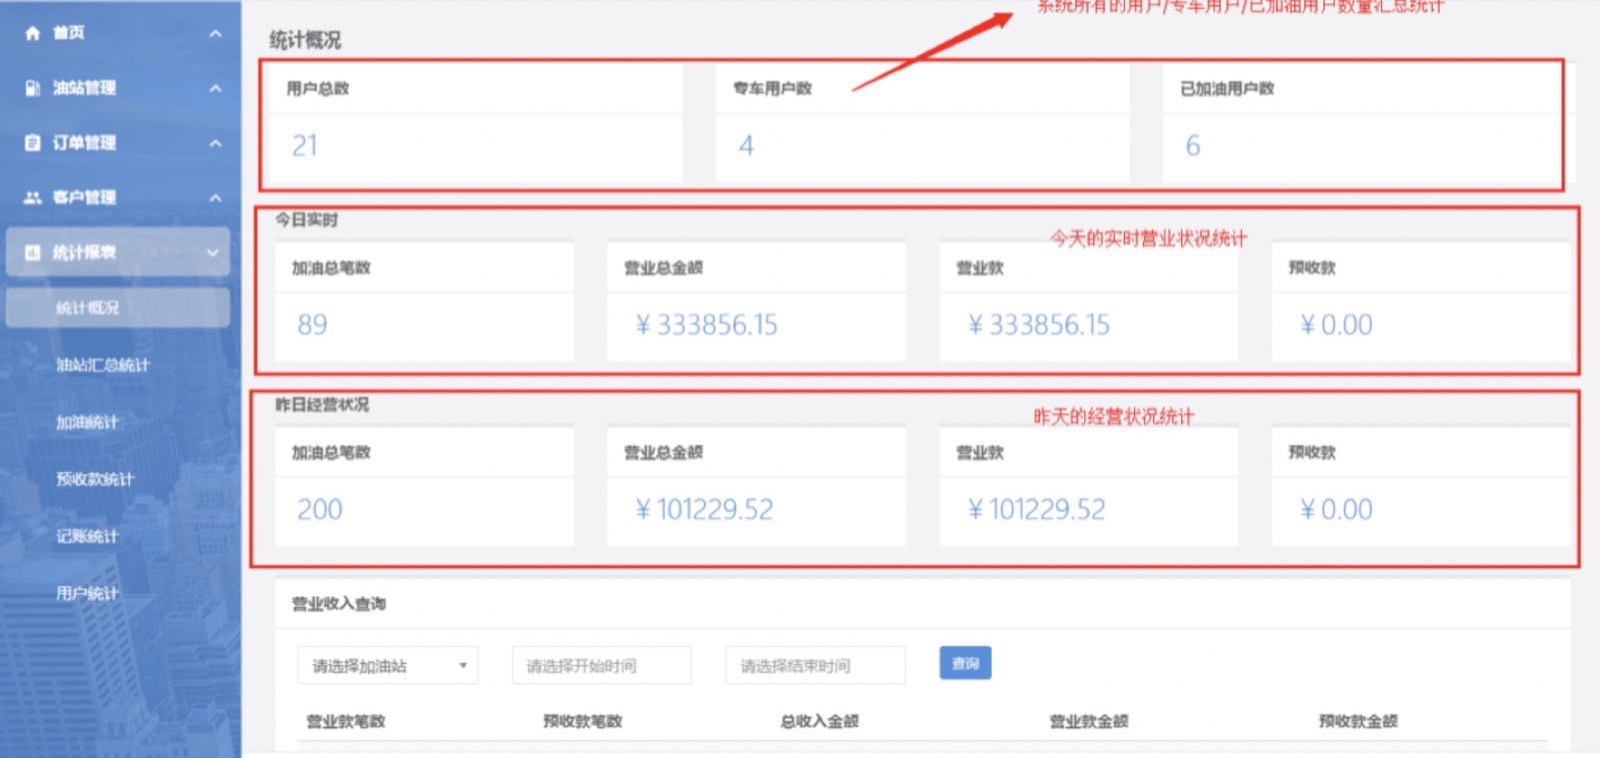 首页
油站管理
订单管理
客户管理
统计报表
统计概况
油站汇总统计
加油统计
预收款统计
记账统计
用户统计
系统所有的用户/专车用户/已加油用户数量汇总统计
统计概况
用户总数 专车用户数 已加油用户数
21 4 6
今日实时
今天的实时营业状况统计
加油总笔数 营业总金额 营业款 预收款
89 ¥333856.15 ¥333856.15 ¥0.00
昨日经营状况
昨天的经营状况统计
加油总笔数 营业总金额 营业款 预收款
200 ¥101229.52 ¥101229.52 ¥0.00
营业收入查询
请选择加油站 请选择开始时间 请选择结束时间 查询
营业款笔数 预收款笔数 总收入金额 营业款金额 预收款金额